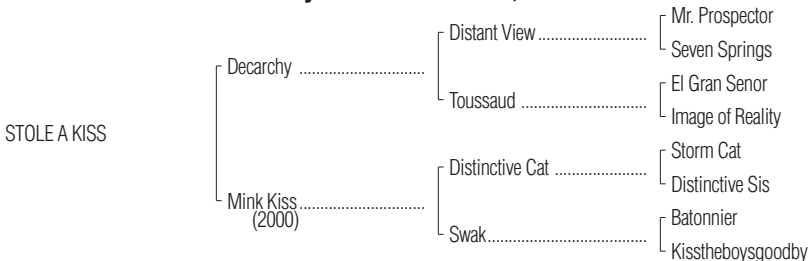 Mr. Prospector
Distant View
Seven Springs
Decarchy
El Gran Senor
Toussaud
Image of Reality
STOLE A KISS
Storm Cat
Distinctive Cat
Distinctive Sis
Mink Kiss
(2000)
Batonnier
Swak
Kisstheboysgoodby